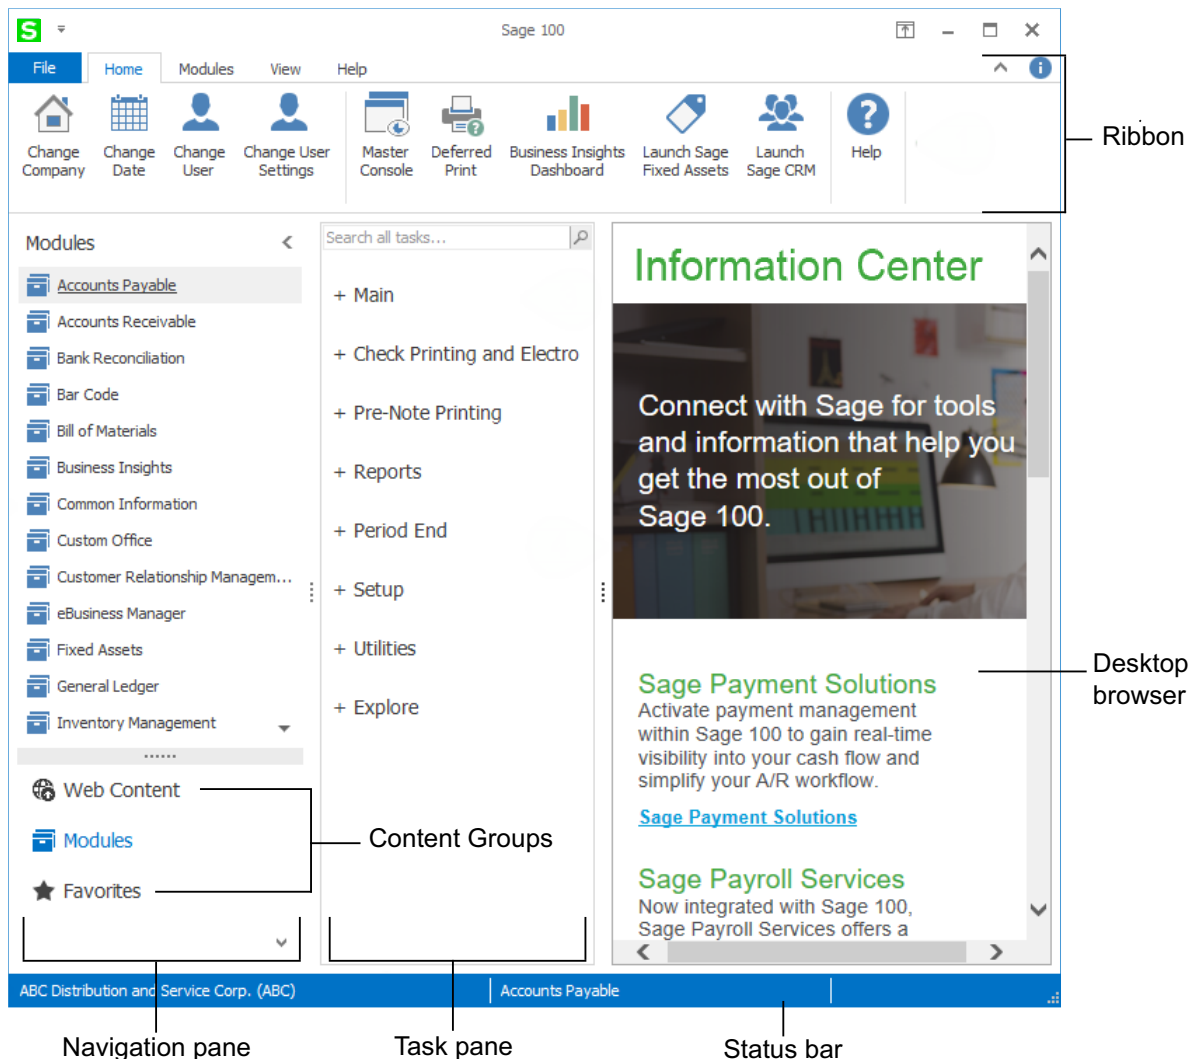 S
Sage 100
File Home Modules View Help
Change Company
Change Date
Change User
Change User Settings
Master Console
Deferred Print
Business Insights Dashboard
Launch Sage Fixed Assets
Launch Sage CRM
Help
Ribbon
Modules
Accounts Payable
Accounts Receivable
Bank Reconciliation
Bar Code
Bill of Materials
Business Insights
Common Information
Custom Office
Customer Relationship Managem...
eBusiness Manager
Fixed Assets
General Ledger
Inventory Management
Web Content
Modules
Favorites
Content Groups
Search all tasks...
+ Main
+ Check Printing and Electro
+ Pre-Note Printing
+ Reports
+ Period End
+ Setup
+ Utilities
+ Explore
Information Center
Connect with Sage for tools
and information that help you
get the most out of
Sage 100.
Sage Payment Solutions
Activate payment management
within Sage 100 to gain real-time
visibility into your cash flow and
simplify your A/R workflow.
Sage Payment Solutions
Sage Payroll Services
Now integrated with Sage 100,
Sage Payroll Services offers a
Desktop
browser
ABC Distribution and Service Corp. (ABC) Accounts Payable
Navigation pane Task pane Status bar